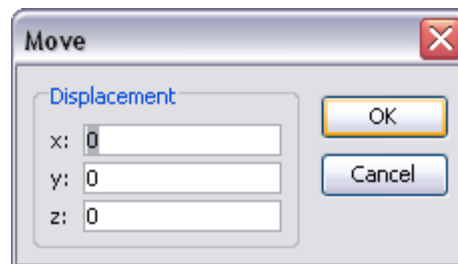 Move
Displacement
x: 0
y: 0
z: 0
OK
Cancel